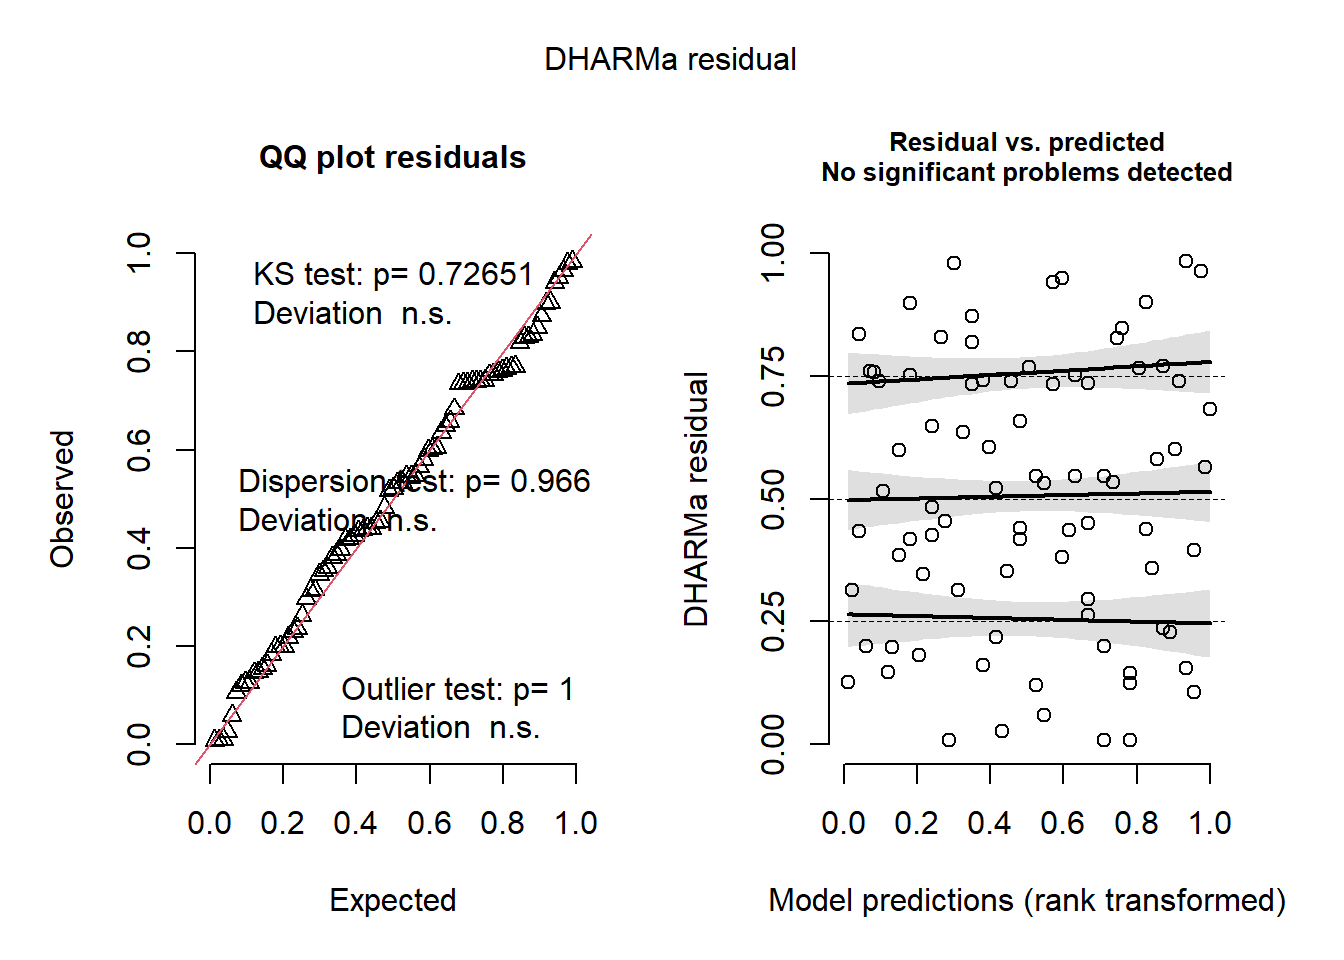 DHARMa residual
QQ plot residuals
KS test: p= 0.72651
Deviation  n.s.
Dispersion test: p= 0.966
Deviation  n.s.
Outlier test: p= 1
Deviation  n.s.
Observed
0.0 0.2 0.4 0.6 0.8 1.0
0.0 0.2 0.4 0.6 0.8 1.0
Expected
Residual vs. predicted
No significant problems detected
DHARMa residual
0.00 0.25 0.50 0.75 1.00
0.0 0.2 0.4 0.6 0.8 1.0
Model predictions (rank transformed)